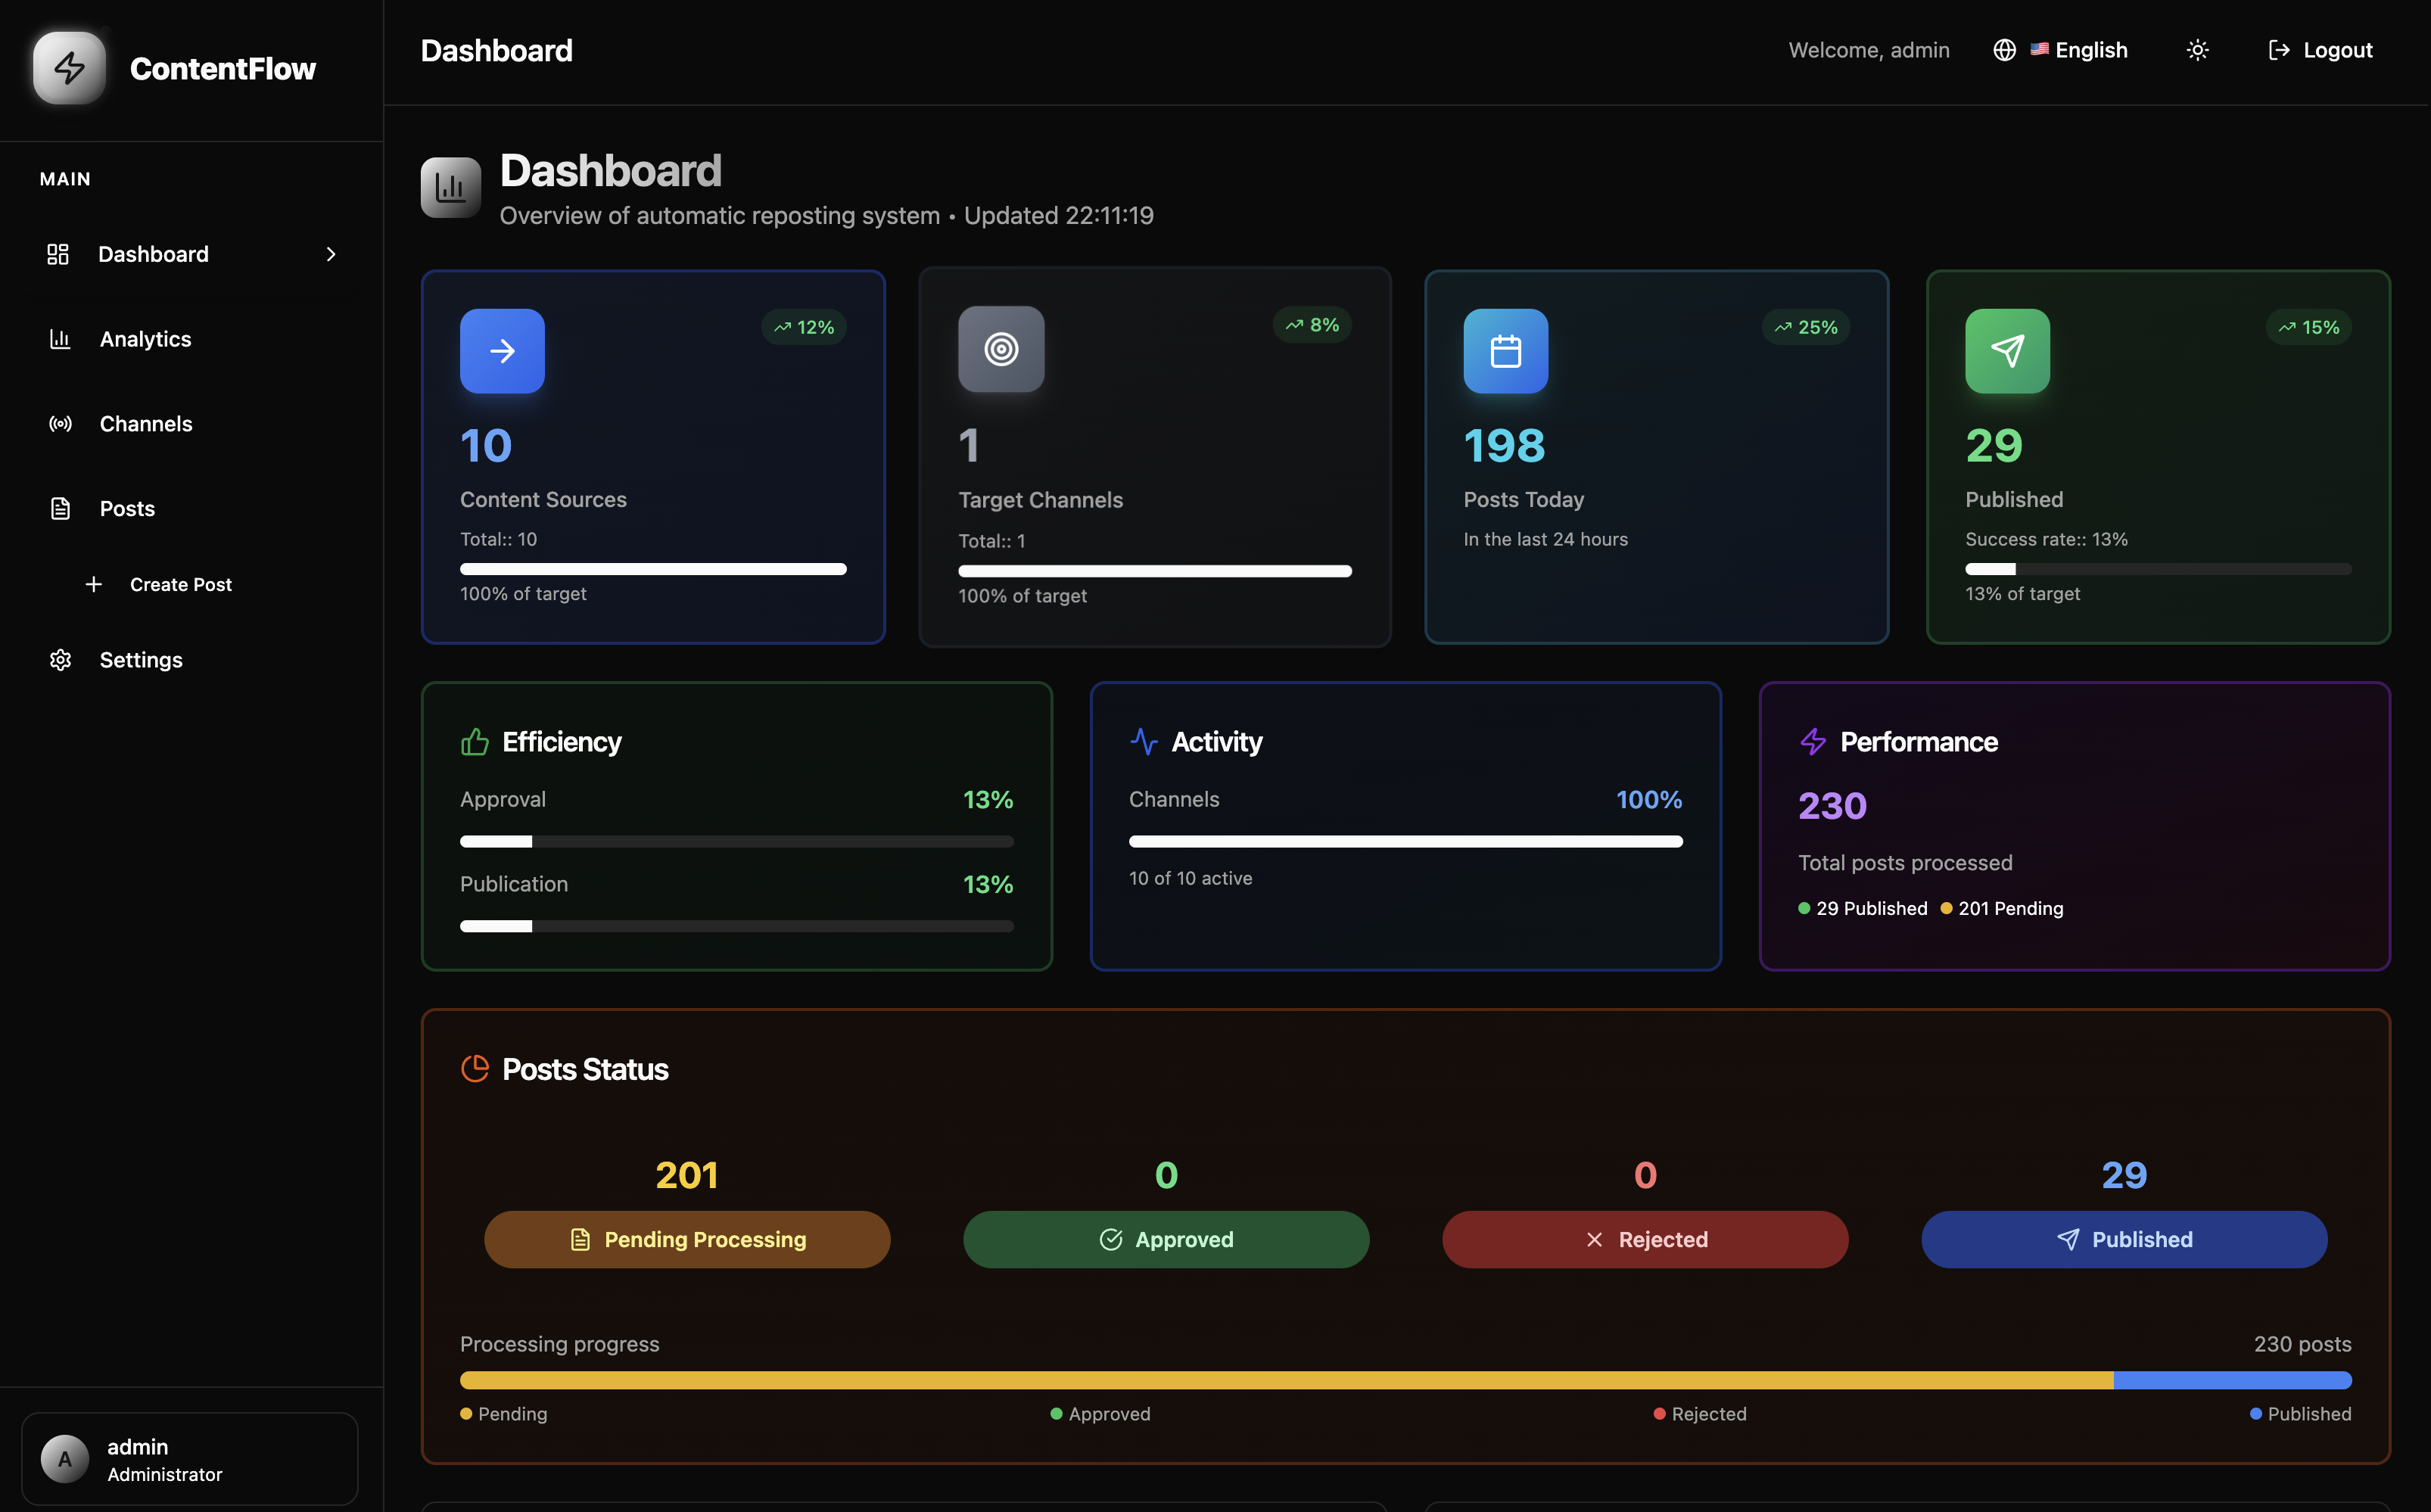 ContentFlow
MAIN
Dashboard
Analytics
Channels
Posts
Create Post
Settings
A
admin
Administrator
Dashboard
Welcome, admin
🇺🇸 English
Logout
Dashboard
Overview of automatic reposting system • Updated 22:11:19
12%
10
Content Sources
Total:: 10
100% of target
8%
1
Target Channels
Total:: 1
100% of target
25%
198
Posts Today
In the last 24 hours
15%
29
Published
Success rate:: 13%
13% of target
Efficiency
Approval 13%
Publication 13%
Activity
Channels 100%
10 of 10 active
Performance
230
Total posts processed
29 Published 201 Pending
Posts Status
201
Pending Processing
0
Approved
0
Rejected
29
Published
Processing progress 230 posts
Pending Approved Rejected Published